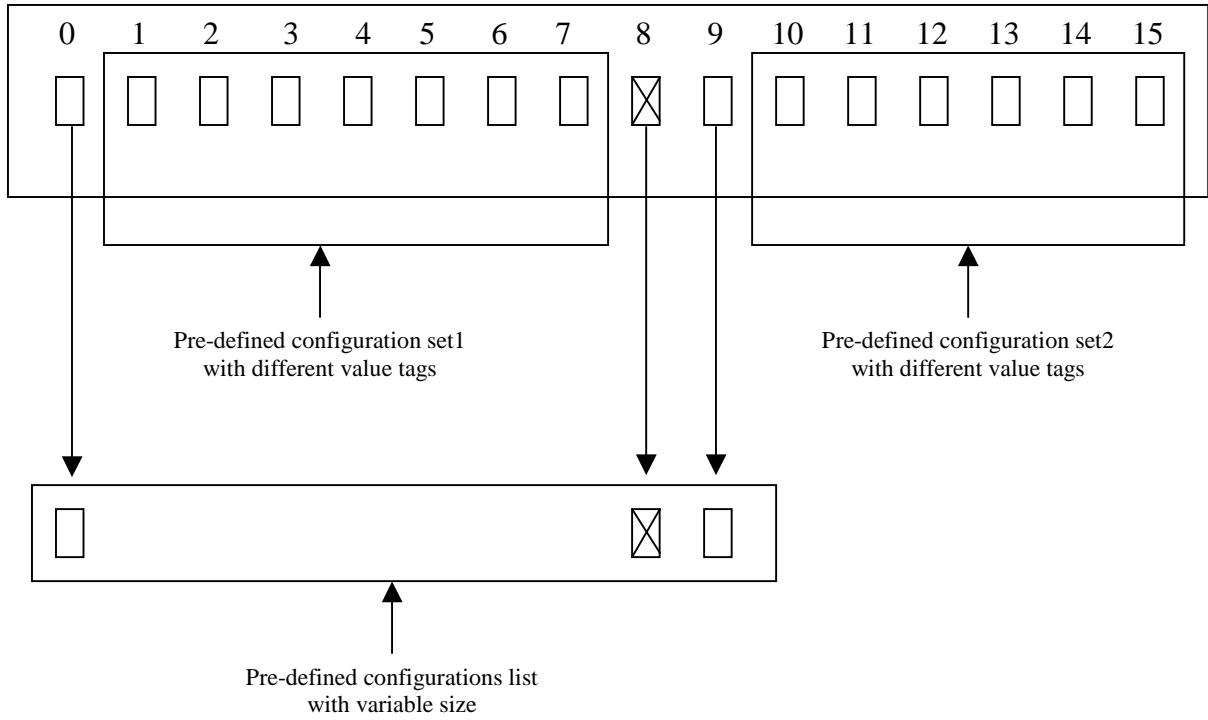 0 1 2 3 4 5 6 7 8 9 10 11 12 13 14 15
Pre-defined configuration set1
with different value tags
Pre-defined configuration set2
with different value tags
Pre-defined configurations list
with variable size